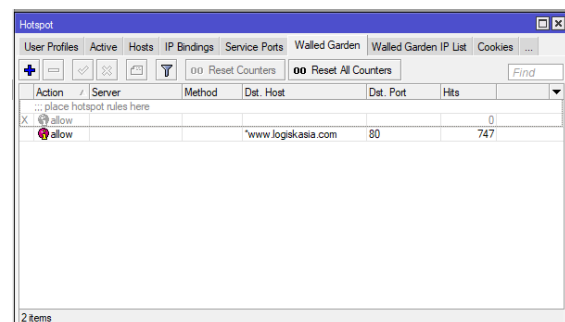 Hotspot
User Profiles Active Hosts IP Bindings Service Ports Walled Garden Walled Garden IP List Cookies ...
00 Reset Counters 00 Reset All Counters Find
Action Server Method Dst. Host Dst. Port Hits
::: place hotspot rules here
X allow 0
allow *www.logiskasia.com 80 747
2 items